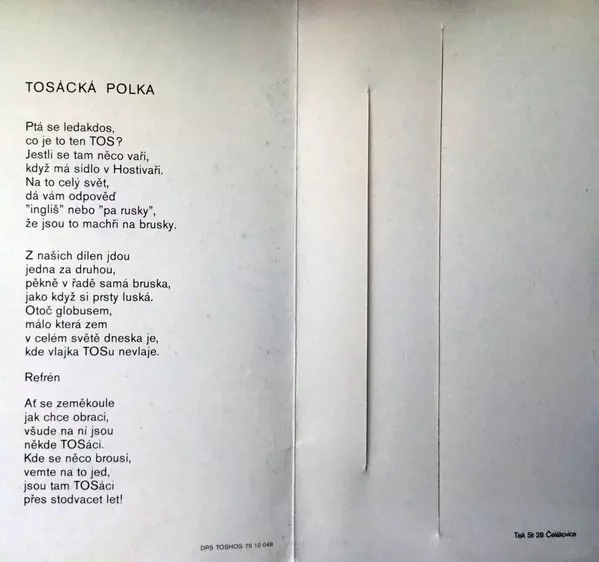 TOSÁCKÁ POLKA
Ptá se ledakdos,
co je to ten TOS?
Jestli se tam něco vaří,
když má sídlo v Hostivaři.
Na to celý svět,
dá vám odpověď
"ingliš" nebo "pa rusky",
že jsou to machři na brusky.
Z našich dílen jdou
jedna za druhou,
pěkně v řadě samá bruska,
jako když si prsty luská.
Otoč globusem,
málo která zem
v celém světě dneska je,
kde vlajka TOSu nevlaje.
Refrén
Ať se zeměkoule
jak chce obrací,
všude na ní jsou
někde TOSáci.
Kde se něco brousí,
vemte na to jed,
jsou tam TOSáci
přes stodvacet let!
DPS TOSHOS 75 10 049
Tisk St 28 Čelákovice